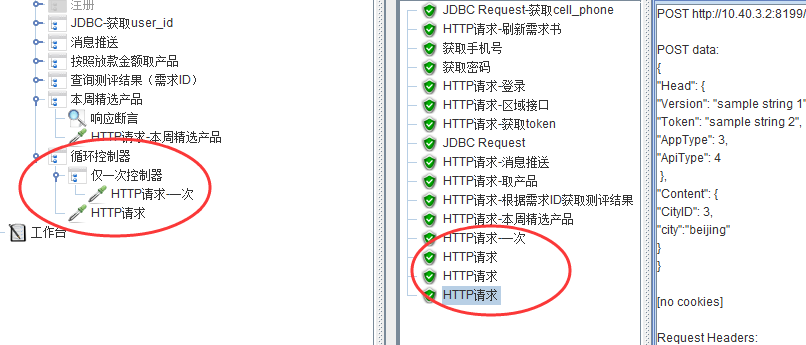 注册
JDBC-获取user_id
消息推送
按照放款金额取产品
查询测评结果（需求ID）
本周精选产品
响应断言
HTTP请求-本周精选产品
循环控制器
仅一次控制器
HTTP请求-一次
HTTP请求
工作台
JDBC Request-获取cell_phone
HTTP请求-刷新需求书
获取手机号
获取密码
HTTP请求-登录
HTTP请求-区域接口
HTTP请求-获取token
JDBC Request
HTTP请求-消息推送
HTTP请求-取产品
HTTP请求-根据需求ID获取测评结果
HTTP请求-本周精选产品
HTTP请求-一次
HTTP请求
HTTP请求
HTTP请求
POST http://10.40.3.2:8199/
POST data:
{
"Head": {
"Version": "sample string 1"
"Token": "sample string 2",
"AppType": 3,
"ApiType": 4
},
"Content": {
"CityID": 3,
"city":"beijing"
}
}
[no cookies]
Request Headers: